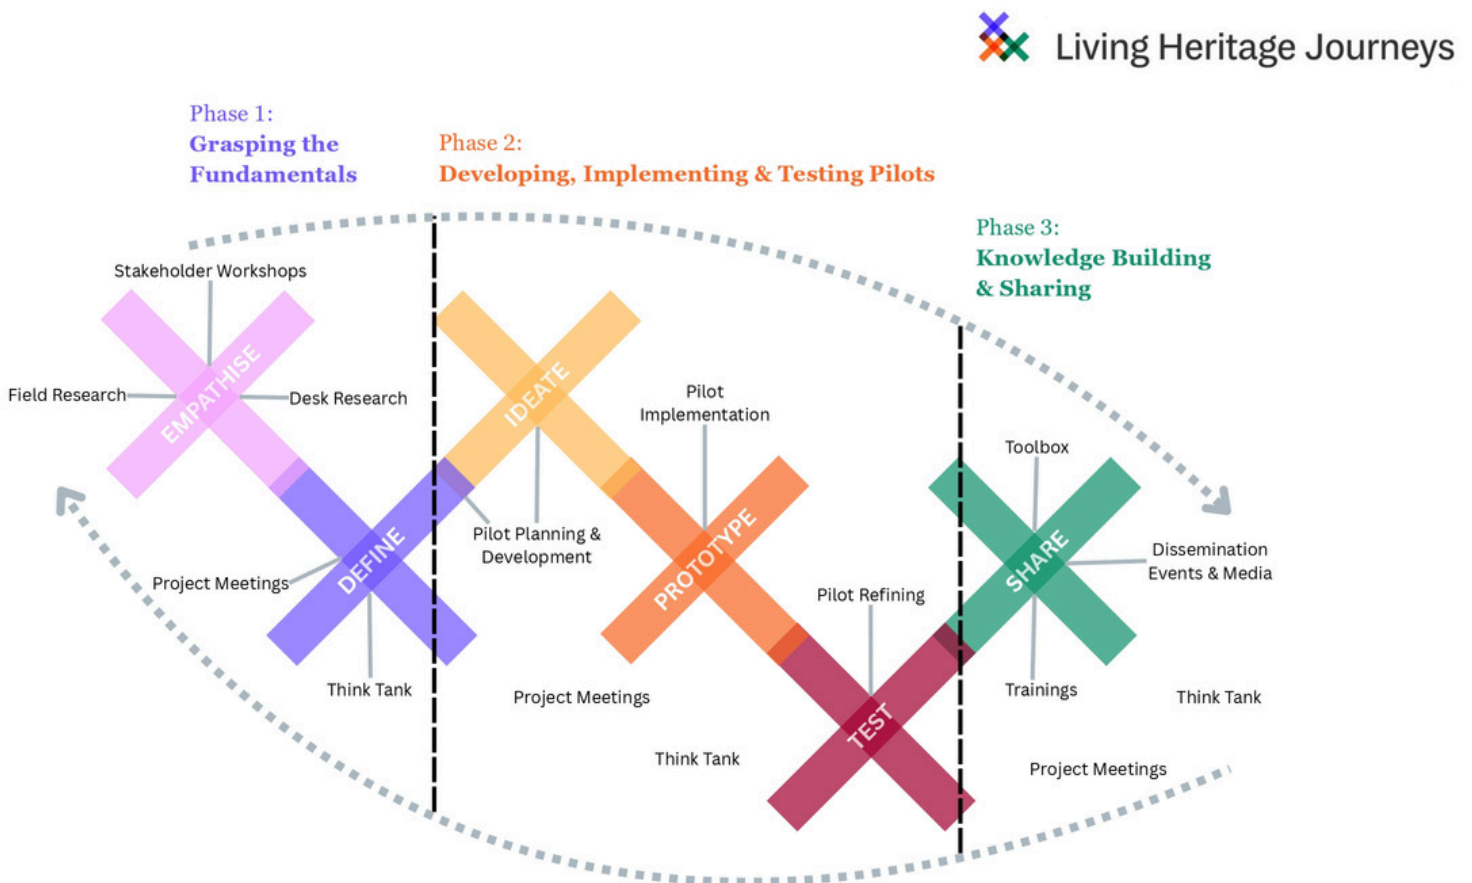 Living Heritage Journeys
Phase 1:
Grasping the
Fundamentals
Phase 2:
Developing, Implementing & Testing Pilots
Phase 3:
Knowledge Building
& Sharing
Stakeholder Workshops
Field Research
EMPATHISE
Desk Research
Project Meetings
DEFINE
Think Tank
IDEATE
Pilot Planning &
Development
Pilot
Implementation
PROTOTYPE
Project Meetings
Think Tank
Pilot Refining
TEST
Toolbox
SHARE
Dissemination
Events & Media
Trainings
Think Tank
Project Meetings